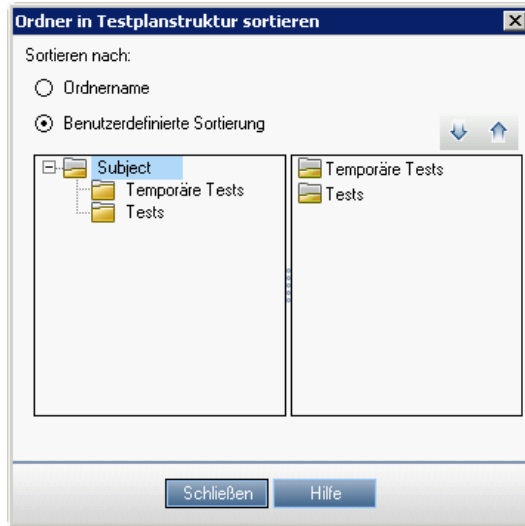 Ordner in Testplanstruktur sortieren
Sortieren nach:
Ordnername
Benutzerdefinierte Sortierung
Subject
Temporäre Tests
Tests
Temporäre Tests
Tests
Schließen
Hilfe